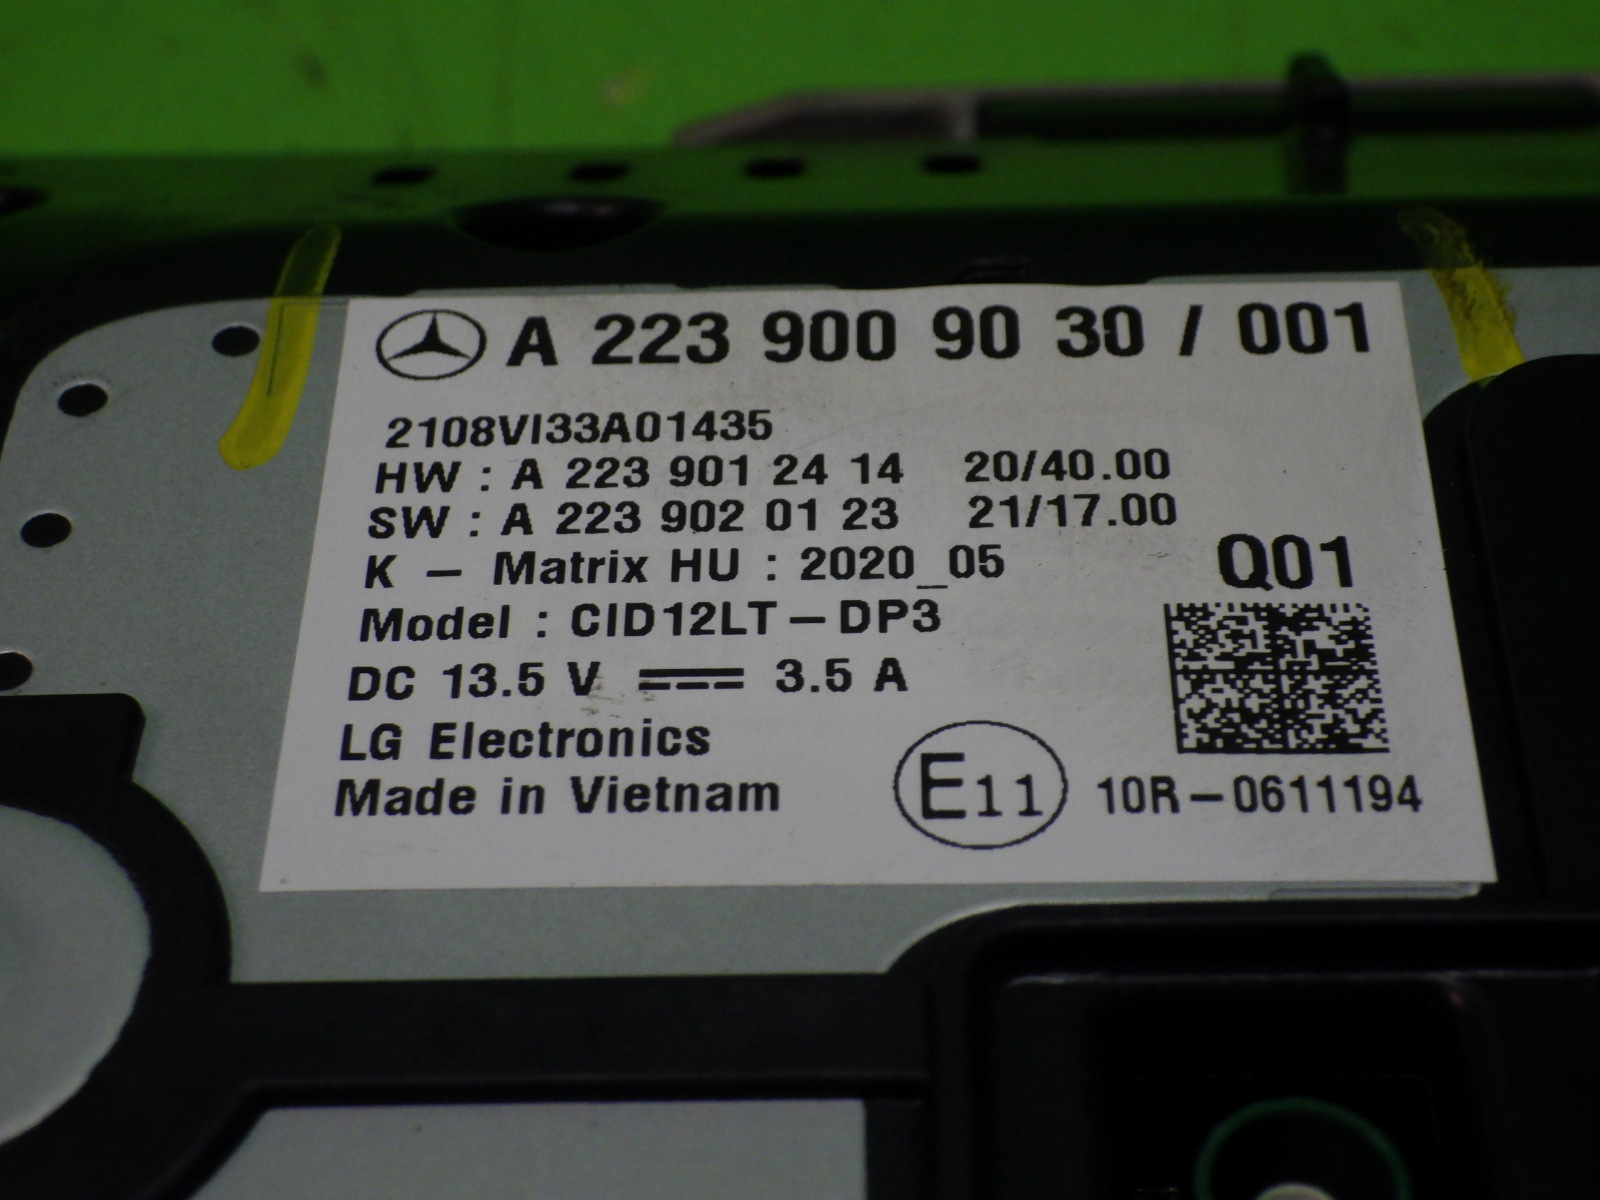 A 223 900 90 30 / 001
2108VI33A01435
HW : A 223 901 24 14 20/40.00
SW : A 223 902 01 23 21/17.00
K – Matrix HU : 2020_05
Q01
Model : CID12LT – DP3
DC 13.5 V ⎓ 3.5 A
LG Electronics
Made in Vietnam
E11 10R – 0611194